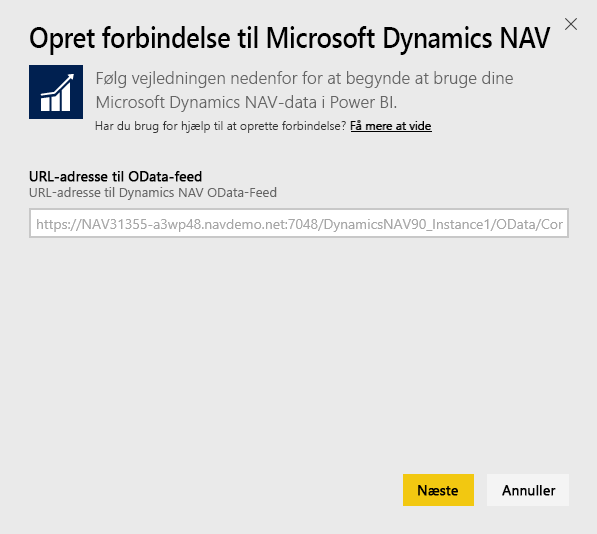 Opret forbindelse til Microsoft Dynamics NAV
Følg vejledningen nedenfor for at begynde at bruge dine
Microsoft Dynamics NAV-data i Power BI.
Har du brug for hjælp til at oprette forbindelse? Få mere at vide
URL-adresse til OData-feed
URL-adresse til Dynamics NAV OData-Feed
https://NAV31355-a3wp48.navdemo.net:7048/DynamicsNAV90_Instance1/OData/Cor
Næste
Annuller